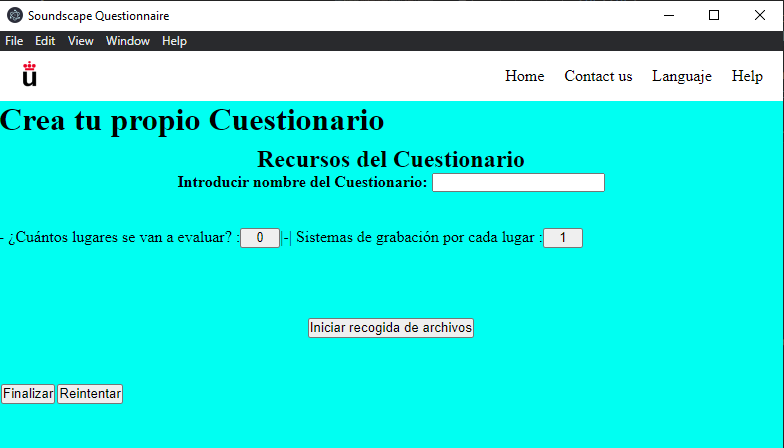 Soundscape Questionnaire
File Edit View Window Help
u Home Contact us Languaje Help
Crea tu propio Cuestionario
Recursos del Cuestionario
Introducir nombre del Cuestionario:
- ¿Cuántos lugares se van a evaluar? : 0 |-| Sistemas de grabación por cada lugar : 1
Iniciar recogida de archivos
Finalizar Reintentar